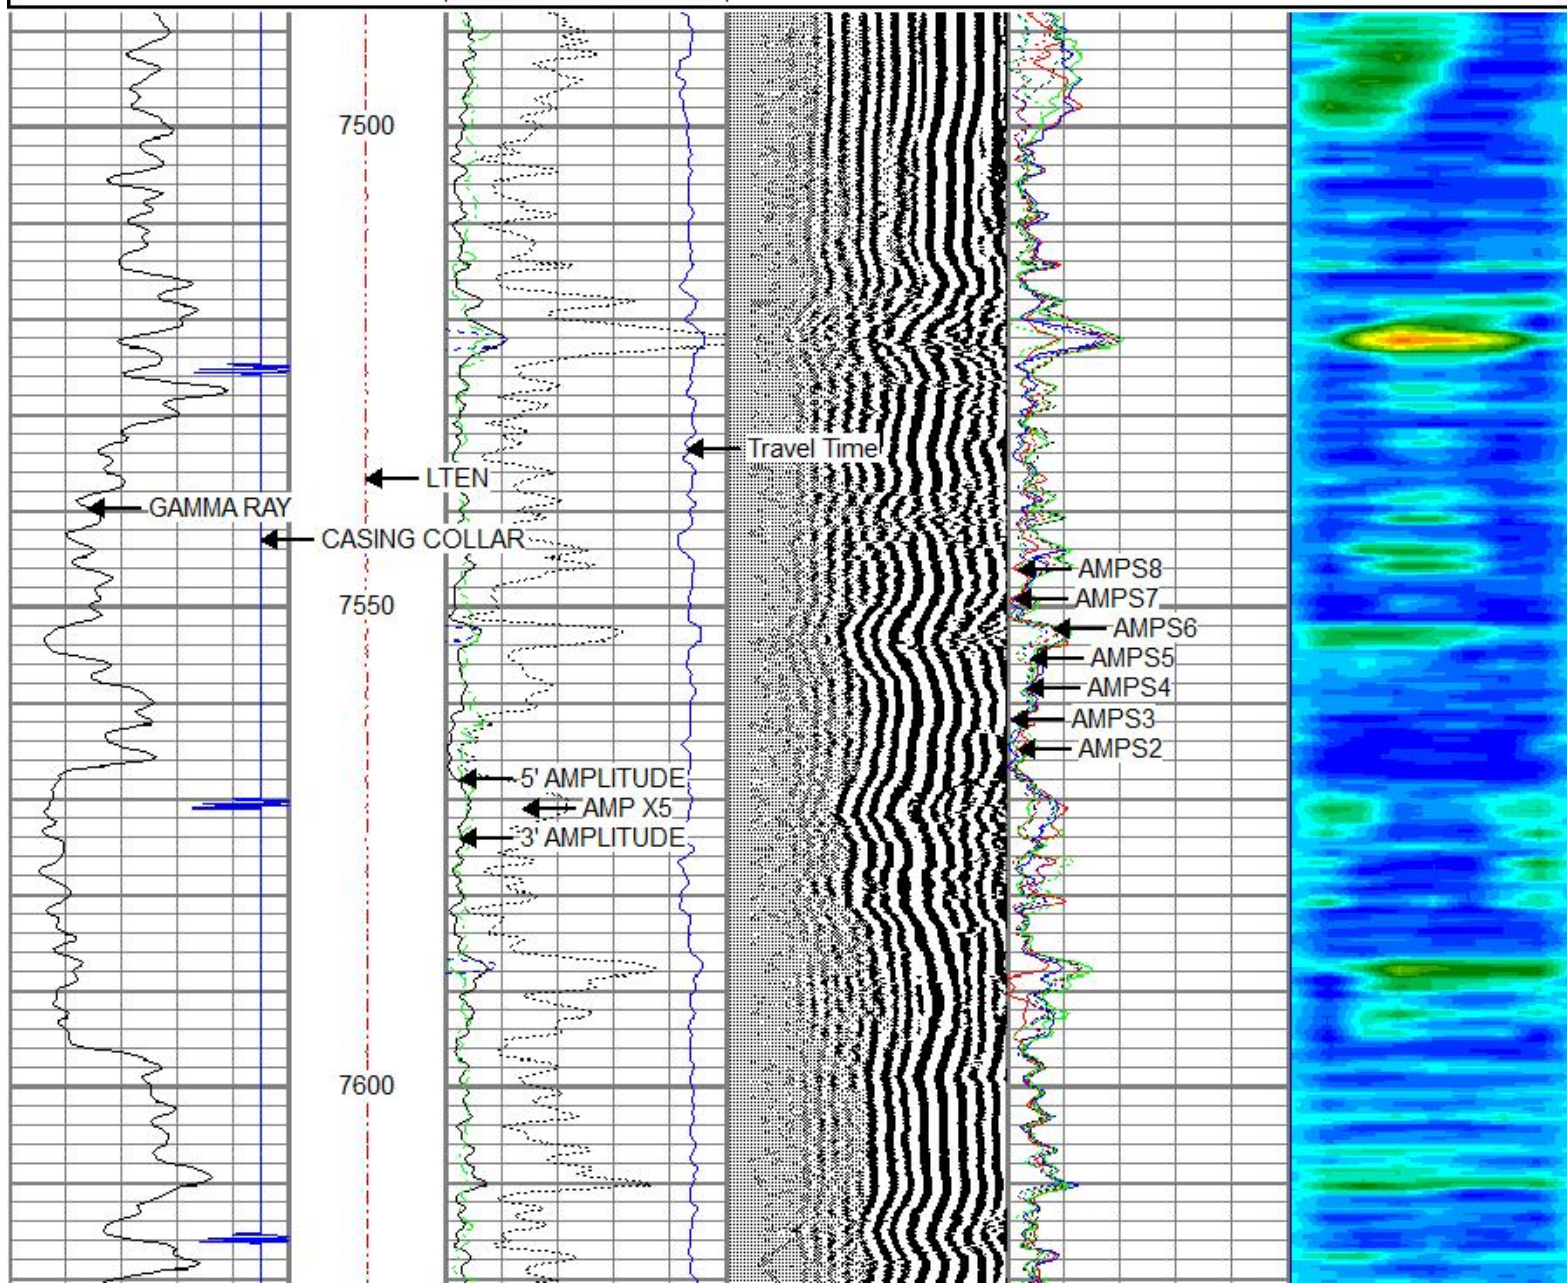 7500
Travel Time
LTEN
GAMMA RAY
CASING COLLAR
AMPS8
AMPS7
7550
AMPS6
AMPS5
AMPS4
AMPS3
AMPS2
5' AMPLITUDE
AMP X5
3' AMPLITUDE
7600